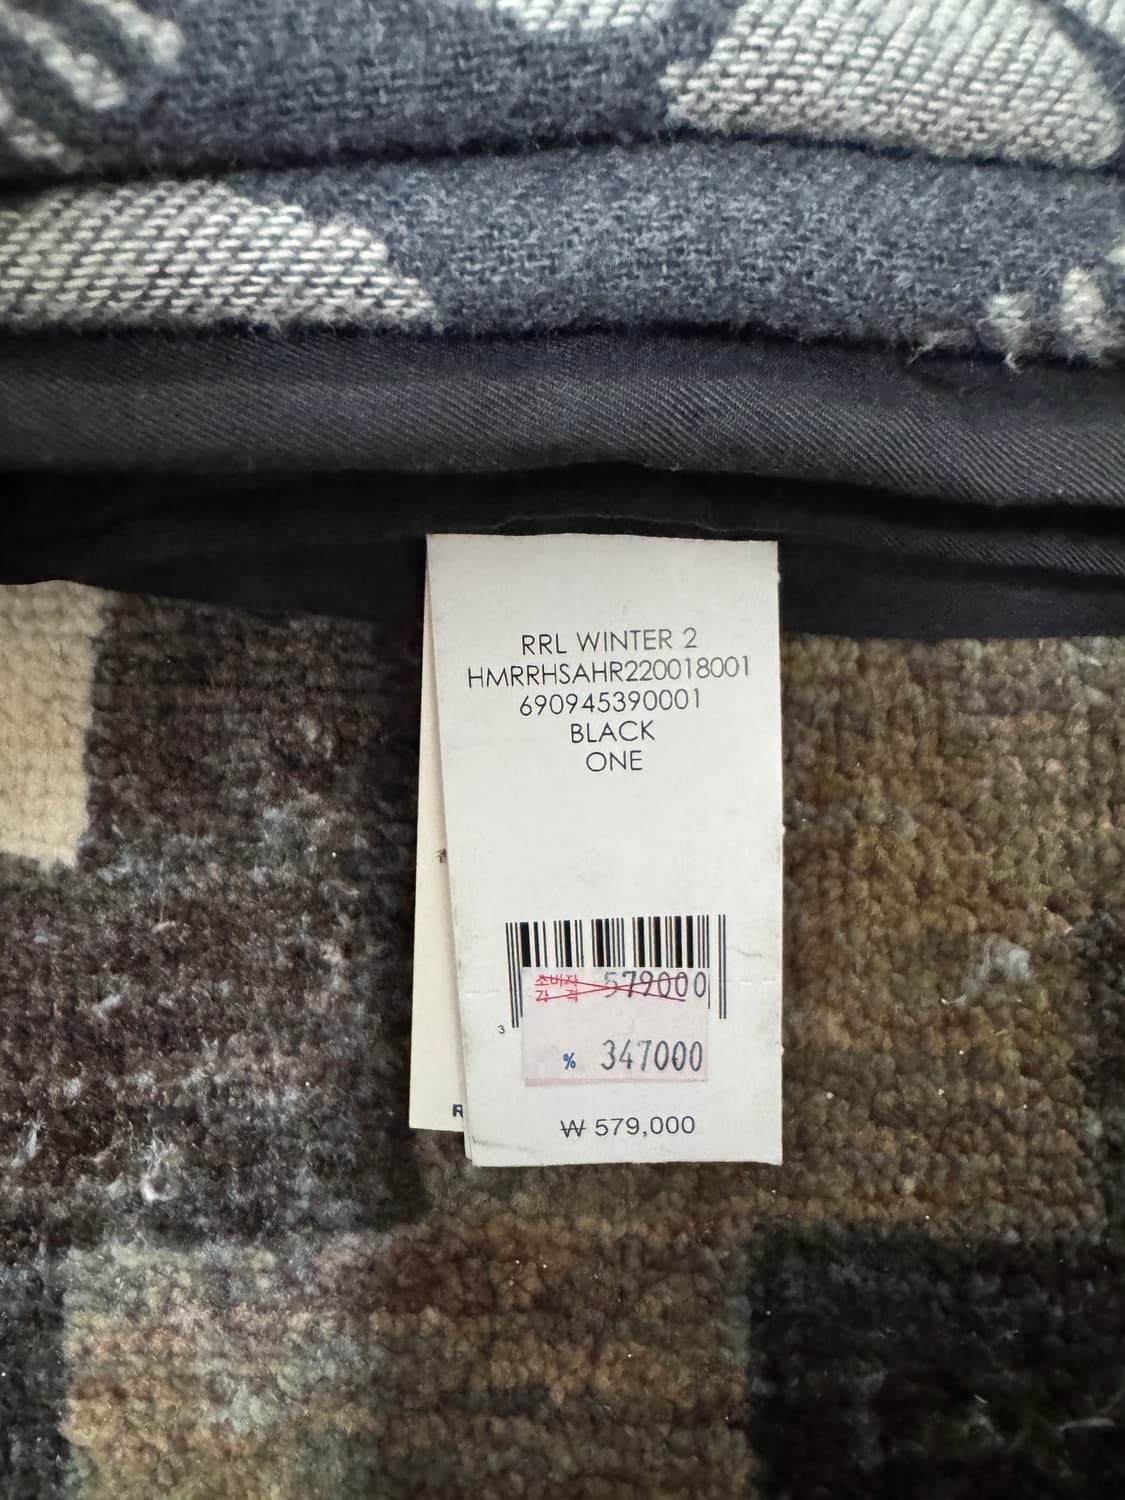 RRL WINTER 2
HMRRHSAHR220018001
690945390001
BLACK
ONE
3
소비자 579000
가 격
% 347000
R
₩ 579,000